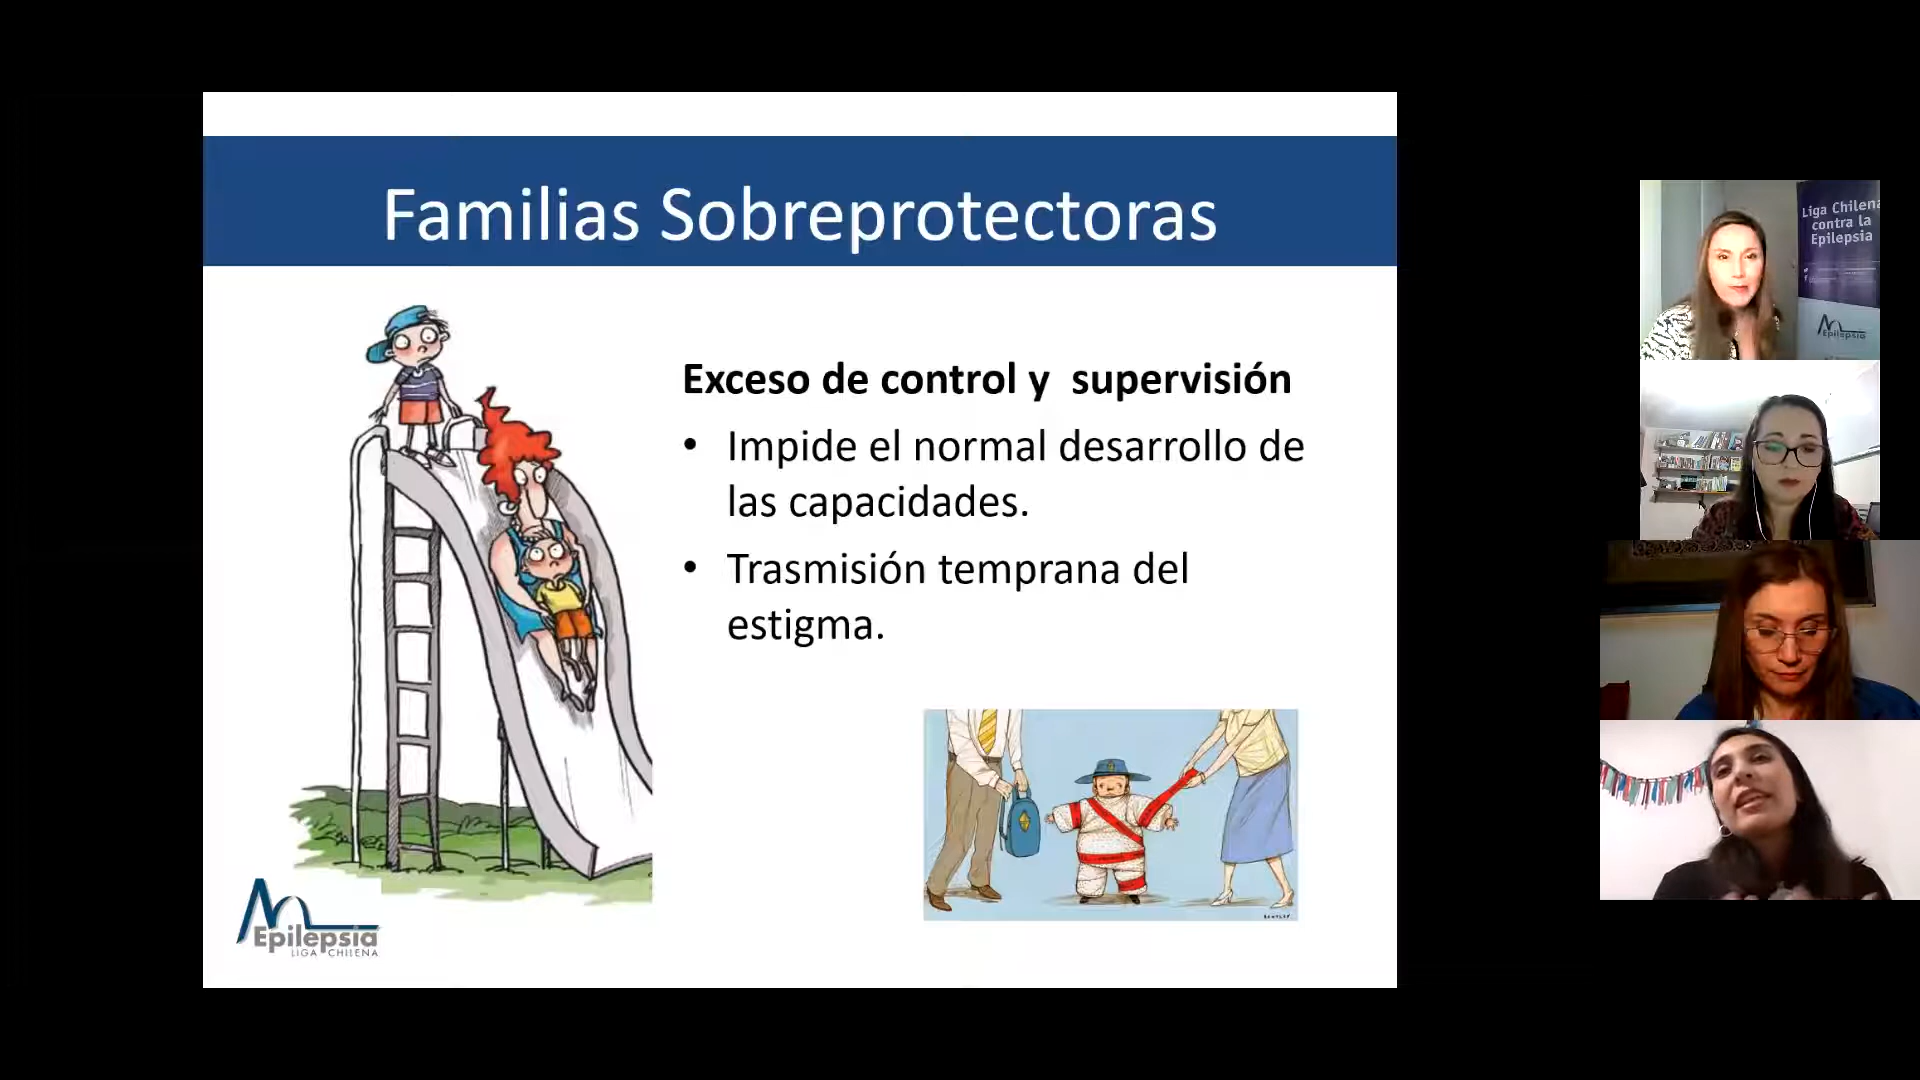 Familias Sobreprotectoras
Exceso de control y  supervisión
• Impide el normal desarrollo de
las capacidades.
• Trasmisión temprana del
estigma.
Epilepsia
LIGA CHILENA
Liga Chilena
contra la
Epilepsia
Epilepsia